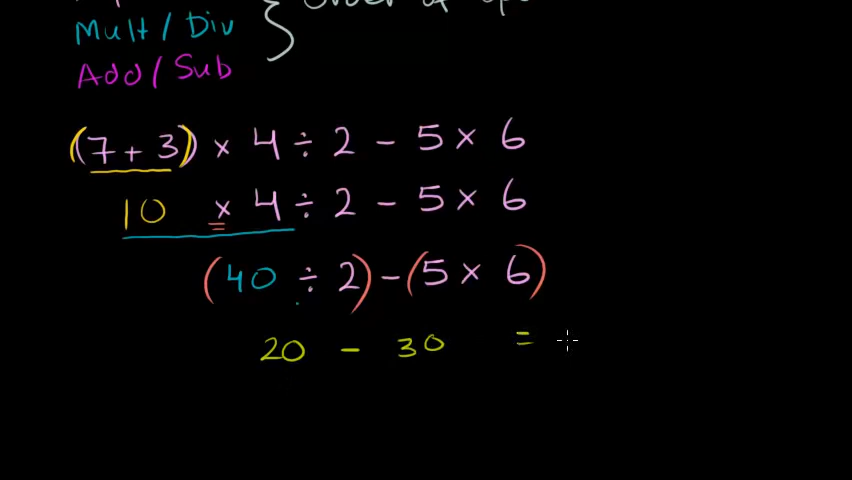 Mult/Div
Add/Sub
(7 + 3) × 4 ÷ 2 - 5 × 6
10 × 4 ÷ 2 - 5 × 6
(40 ÷ 2) - (5 × 6)
20 - 30 =